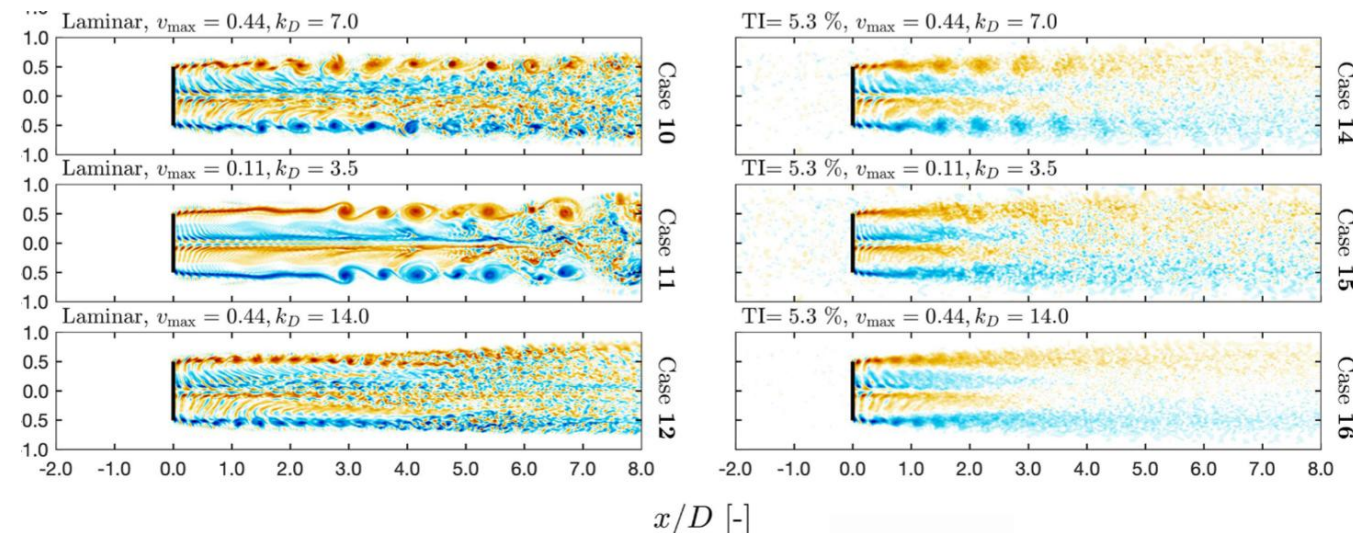 Laminar, v_max = 0.44, k_D = 7.0
1.0
0.5
0.0
0.5
1.0
Case 10
TI= 5.3 %, v_max = 0.44, k_D = 7.0
Case 14
Laminar, v_max = 0.11, k_D = 3.5
1.0
0.5
0.0
0.5
1.0
Case 11
TI= 5.3 %, v_max = 0.11, k_D = 3.5
Case 15
Laminar, v_max = 0.44, k_D = 14.0
1.0
0.5
0.0
0.5
1.0
Case 12
TI= 5.3 %, v_max = 0.44, k_D = 14.0
Case 16
-2.0 -1.0 0.0 1.0 2.0 3.0 4.0 5.0 6.0 7.0 8.0
-2.0 -1.0 0.0 1.0 2.0 3.0 4.0 5.0 6.0 7.0 8.0
x/D [-]